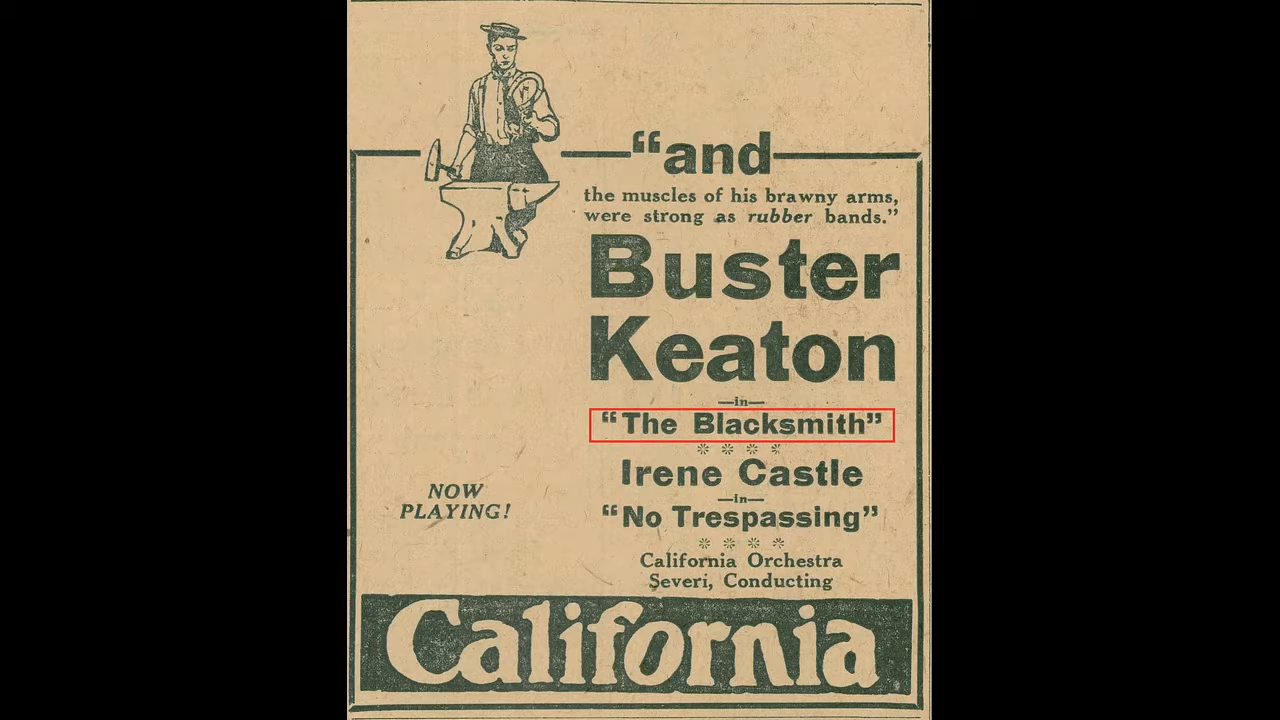 “and
the muscles of his brawny arms,
were strong as rubber bands.”
Buster
Keaton
—in—
“The Blacksmith”
Irene Castle
—in—
“No Trespassing”
NOW
PLAYING!
California Orchestra
Severi, Conducting
California